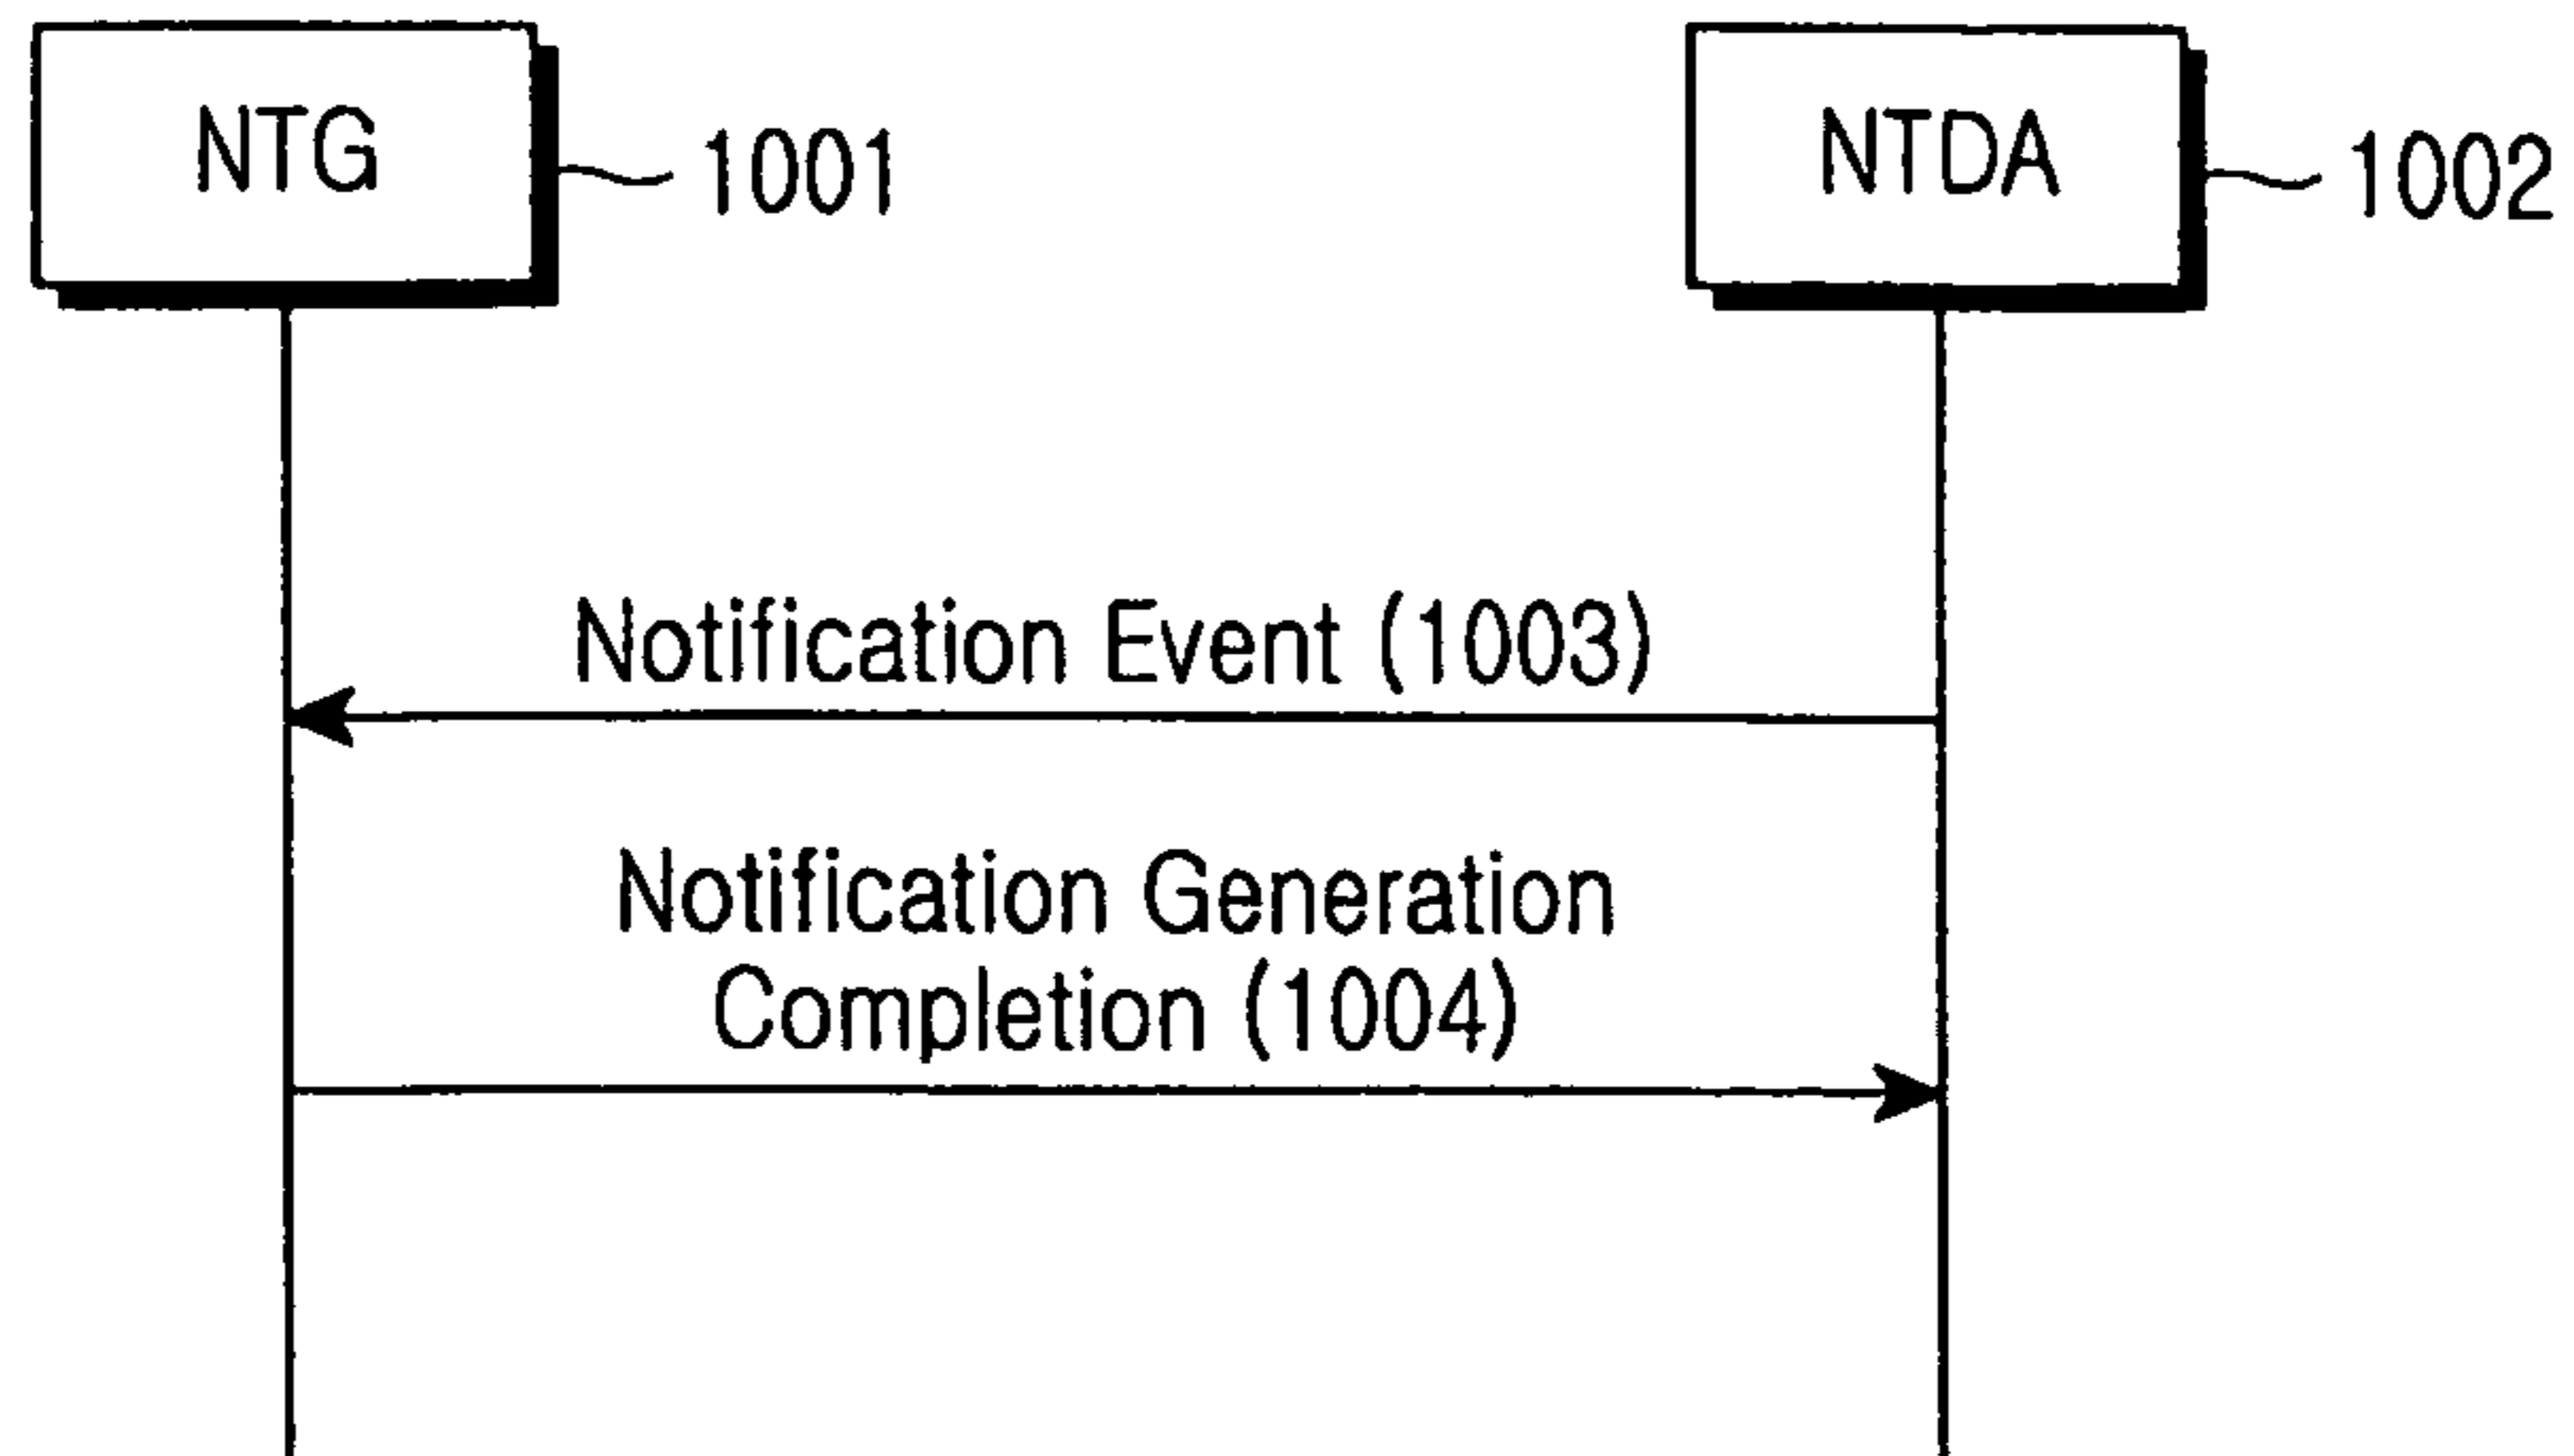 NTG
1001
NTDA
1002
Notification Event (1003)
Notification Generation
Completion (1004)